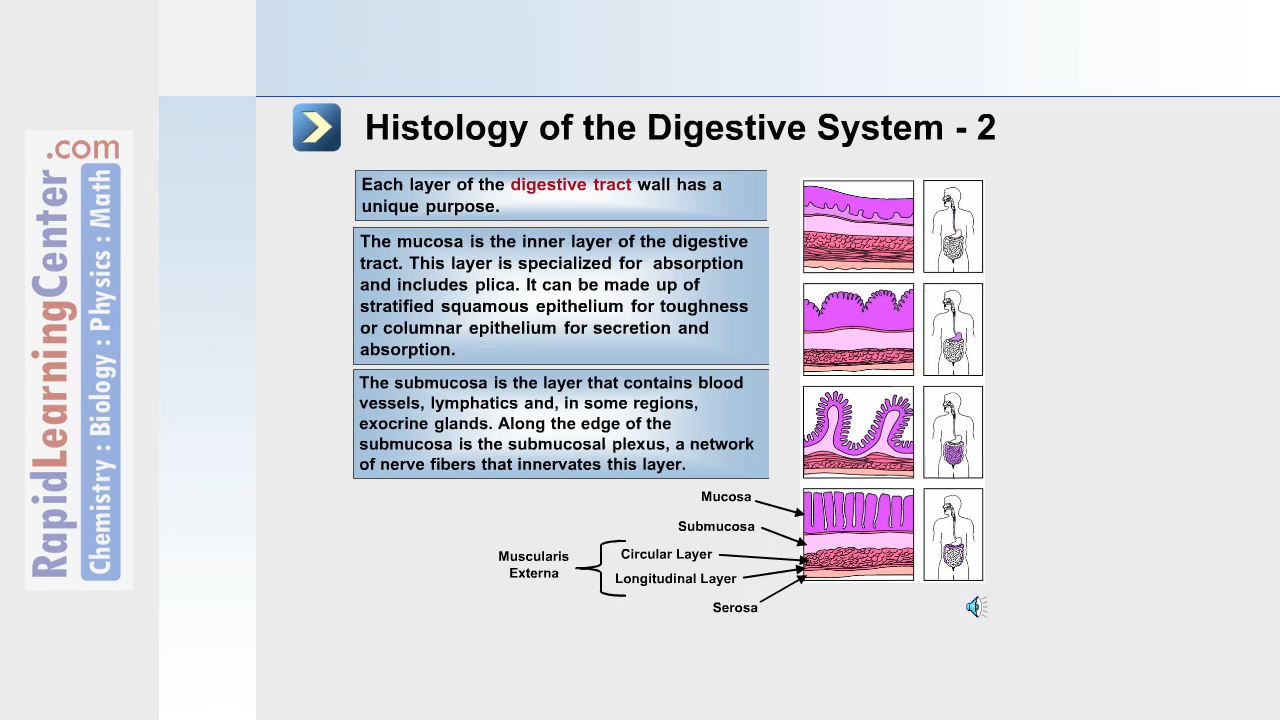 Histology of the Digestive System - 2
Each layer of the digestive tract wall has a
unique purpose.
The mucosa is the inner layer of the digestive
tract. This layer is specialized for absorption
and includes plica. It can be made up of
stratified squamous epithelium for toughness
or columnar epithelium for secretion and
absorption.
The submucosa is the layer that contains blood
vessels, lymphatics and, in some regions,
exocrine glands. Along the edge of the
submucosa is the submucosal plexus, a network
of nerve fibers that innervates this layer.
Mucosa
Submucosa
Muscularis
Externa
Circular Layer
Longitudinal Layer
Serosa
RapidLearningCenter.com
Chemistry : Biology : Physics : Math